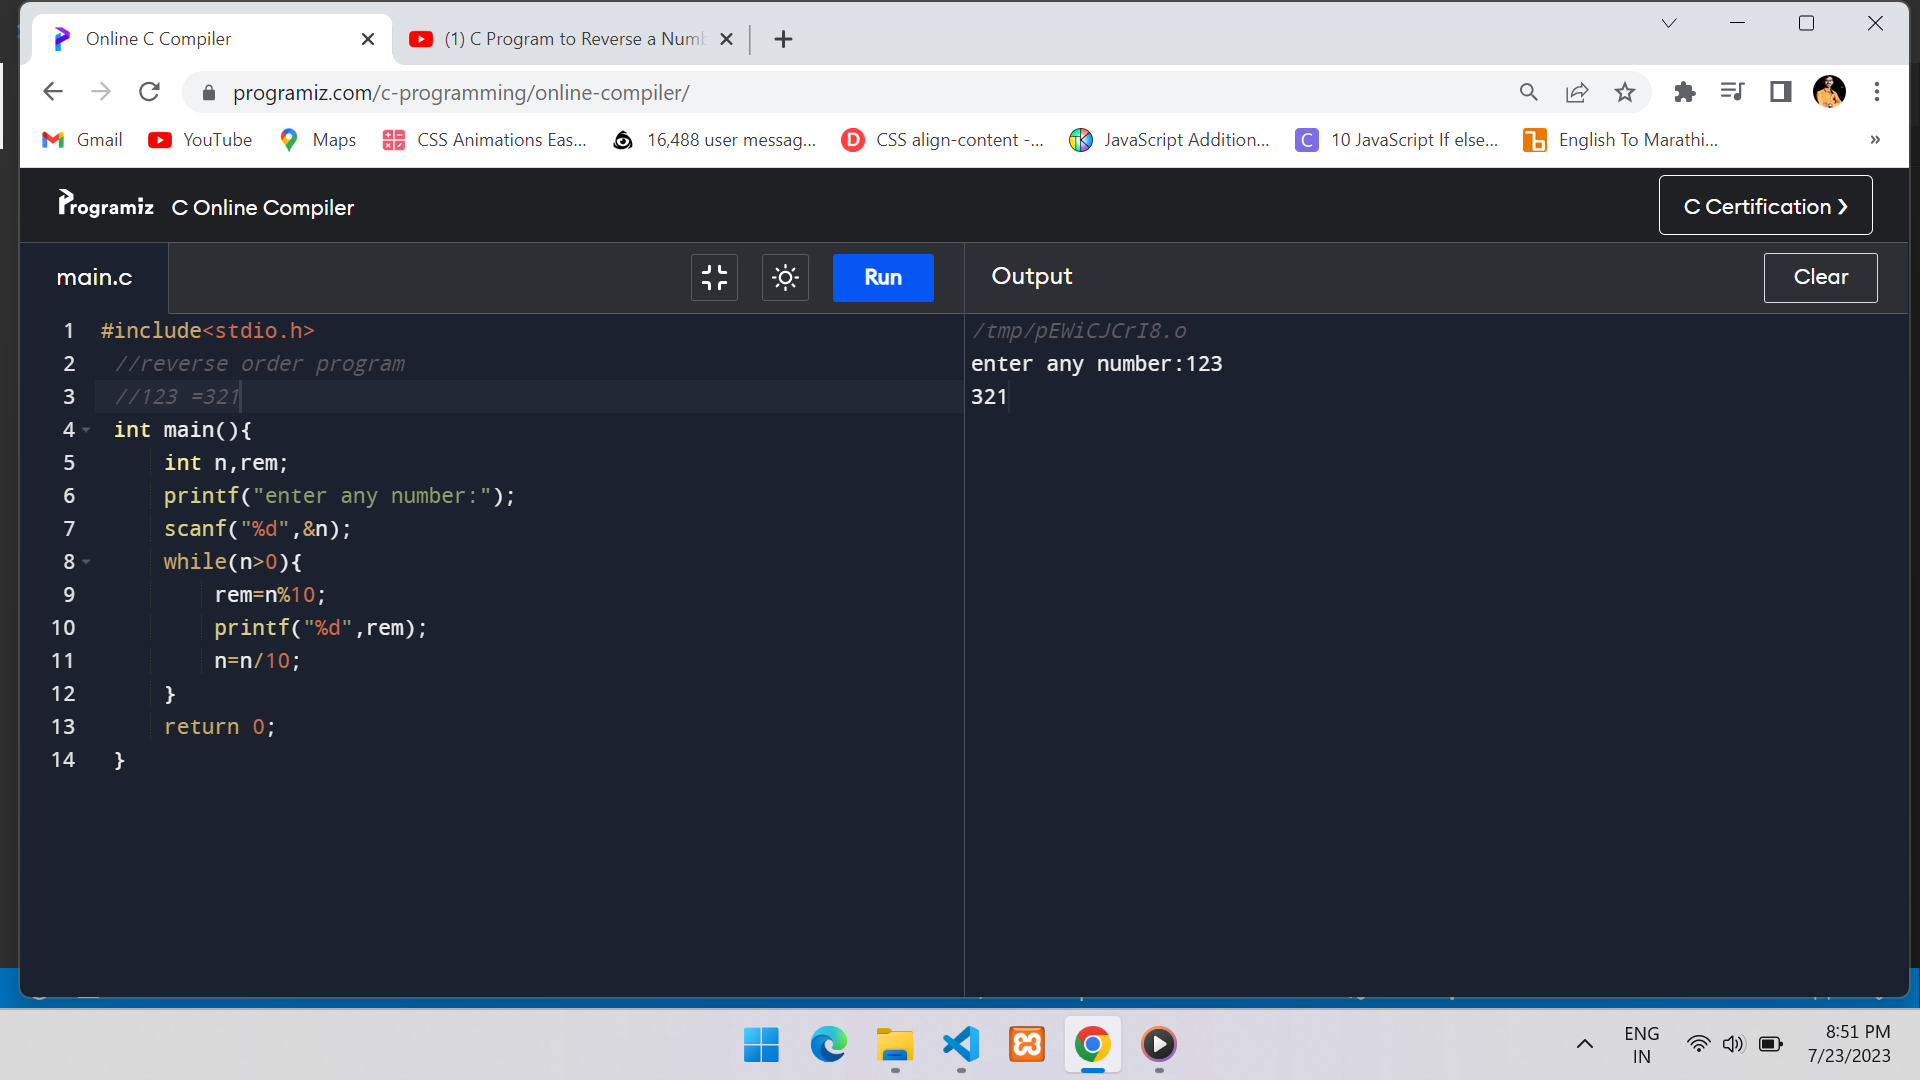 Online C Compiler
(1) C Program to Reverse a Numb
programiz.com/c-programming/online-compiler/
Gmail YouTube Maps CSS Animations Eas... 16,488 user messag... CSS align-content -... JavaScript Addition... 10 JavaScript If else... English To Marathi... »
Programiz C Online Compiler
C Certification ❯
main.c
Run
Output
Clear
1 #include<stdio.h>
2 //reverse order program
3 //123 =321
4 int main(){
5 int n,rem;
6 printf("enter any number:");
7 scanf("%d",&n);
8 while(n>0){
9 rem=n%10;
10 printf("%d",rem);
11 n=n/10;
12 }
13 return 0;
14 }
/tmp/pEWiCJCrI8.o
enter any number:123
321
ENG
IN
8:51 PM
7/23/2023